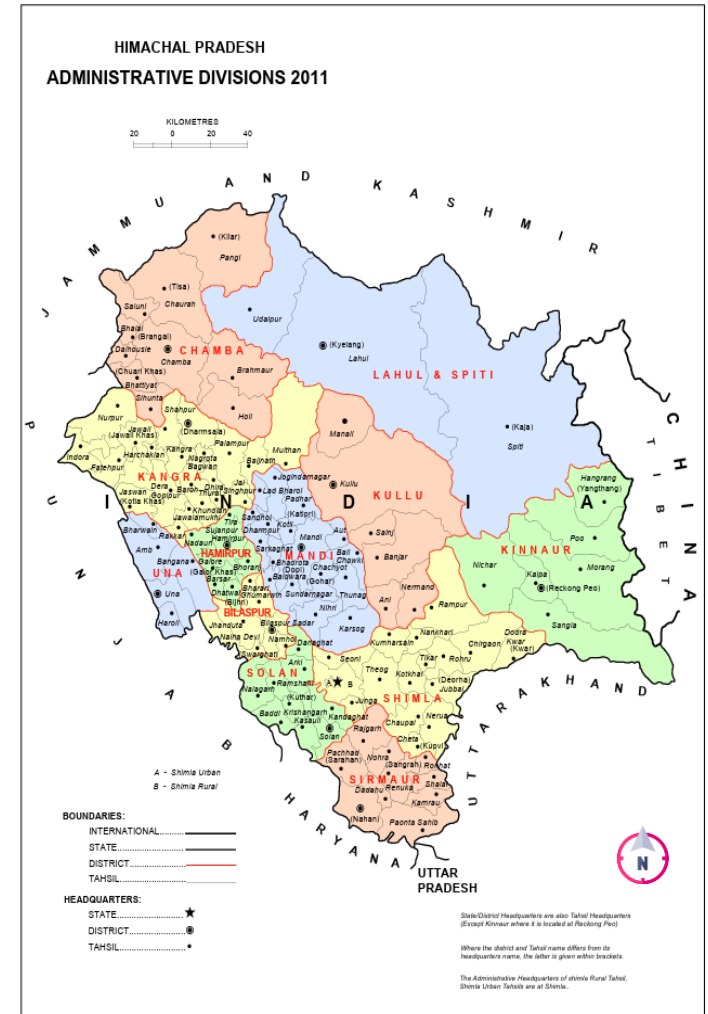 HIMACHAL PRADESH
ADMINISTRATIVE DIVISIONS 2011
KILOMETRES
20 0 20 40
JAMMU AND KASHMIR
(Killar)
Pangi
(Tisa)
Chaurah
Saluni
Bhalai
(Brangal)
Dalhousie
Chamba
CHAMBA
(Chuari Khas)
Bhattiyat
Sihunta
Brahmaur
Holi
Udaipur
(Kyelang)
Lahul
LAHUL & SPITI
(Kaja)
Spiti
CHINA
TIBET
PUNJAB
INDIA
Nurpur
Shahpur
(Dharmsala)
Jawali
(Jawali Khas)
Indora
Harchakian
Kangra
Palampur
Fatehpur
Nagrota
Bagwan
Baijnath
Multhan
KANGRA
Dera
Gopipur
Baroh
Dhira
Thural
Jai
Singhpur
Jaswan
(Kotla Khas)
Khundian
Jawalamukhi
Manali
Kullu
KULLU
Sainj
Banjar
Nermand
Ani
Hangrang
(Yangthang)
KINNAUR
Poo
Nichar
Morang
Kalpa
(Reckong Peo)
Sangla
Jogindarnagar
Lad Bharol
Padhar
(Katipri)
Sandhol
Kotli
Dharmpur
Mandi
Aut
MANDI
Sarkaghat
Bali
Chowki
Bhadrota
(Dopi)
Chachyot
(Gohar)
Baldwara
Thunag
Sundarnagar
Nihri
Karsog
Bharwain
Rakkar
Amb
Bangana
UNA
Una
Haroli
Tira
Sujanpur
Nadaun
Hamirpur
HAMIRPUR
Galore
(Galol Khas)
Bhoranj
Barsar
Dhatwal
(Bijhri)
Bharari
Ghumarwin
BILASPUR
Jhanduta
Bilaspur Sadar
Naina Devi
Namhol
(Swarghat)
Danaghat
Arki
SOLAN
Ramshahr
Nalagarh
(Kuthar)
Baddi
Krishangarh
Kasauli
Kandaghat
Solan
Rampur
Kumharsain
Nankhari
Dodra
Kwar
(Kwar)
Seoni
Theog
Tikar
Rohru
Chirgaon
Kotkhai
(Deorha)
Jubbal
A B
Junga
SHIMLA
Chaupal
Nerua
Cheta
(Kupvi)
Rajgarh
Pachhad
(Sarahan)
Nohra
(Sangrah)
Ronhat
SIRMAUR
Dadahu
Renuka
Shalai
Kamrau
(Nahan)
Paonta Sahib
UTTARAKHAND
HARYANA
UTTAR
PRADESH
A - Shimla Urban
B - Shimla Rural
BOUNDARIES:
INTERNATIONAL
STATE
DISTRICT
TAHSIL
HEADQUARTERS:
STATE
DISTRICT
TAHSIL
N
State/District Headquarters are also Tahsil Headquarters
(Except Kinnaur where it is located at Reckong Peo)
Where the district and Tahsil name differs from its
headquarters name, the latter is given within brackets.
The Administrative Headquarters of shimla Rural Tahsil,
Shimla Urban Tahsils are at Shimla..